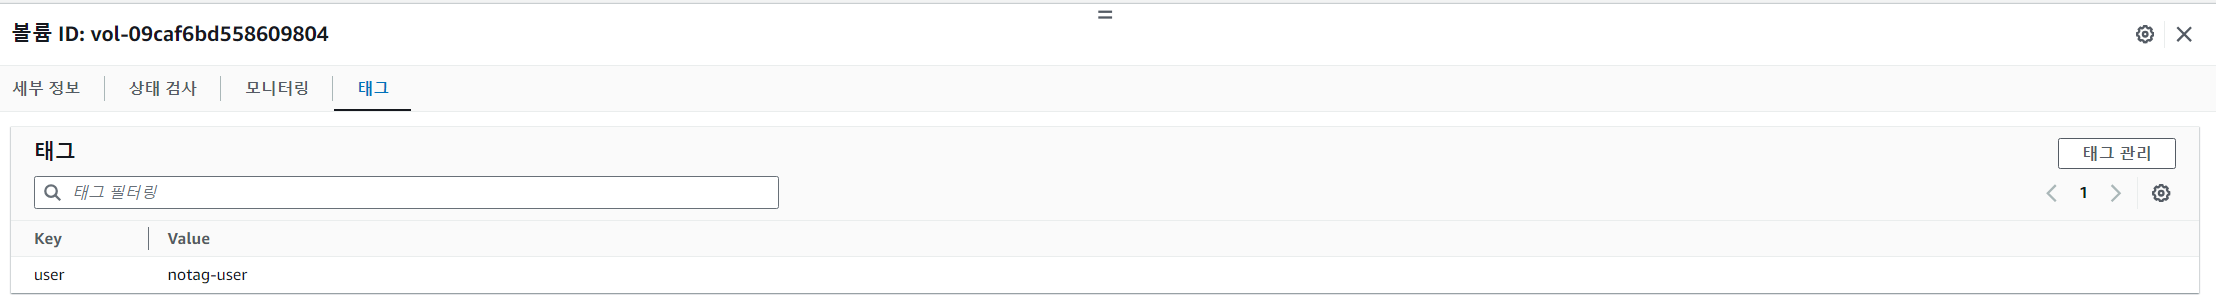 볼륨 ID: vol-09caf6bd558609804
세부 정보 상태 검사 모니터링 태그
태그
태그 관리
태그 필터링
1
Key Value
user notag-user